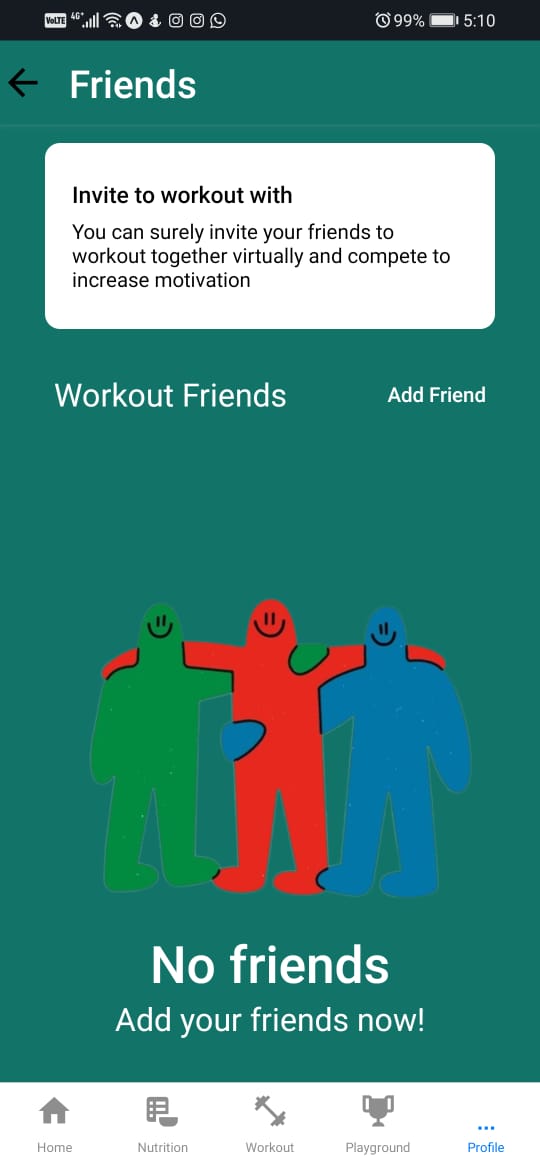 VoLTE 4G+ 99% 5:10
Friends
Invite to workout with
You can surely invite your friends to
workout together virtually and compete to
increase motivation
Workout Friends Add Friend
No friends
Add your friends now!
Home Nutrition Workout Playground Profile